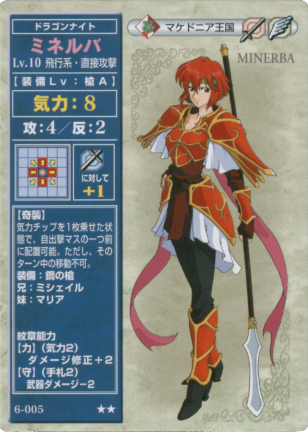 ドラゴンナイト
ミネルバ
Lv.10 飛行系・直接攻撃
【装備Lv:槍A】
気力:8
攻:4/反:2
に対して
+1
【奇襲】
気力チップを1枚乗せた状
態で、自出撃マスの一つ前
に配置可能。ただし、その
ターン中の移動不可。
装備:鋼の槍
兄:ミシェイル
妹:マリア
紋章能力
【力】(気力2)
ダメージ修正+2
【守】(手札2)
武器ダメージ-2
6-005
★★
マケドニア王国
MINERBA